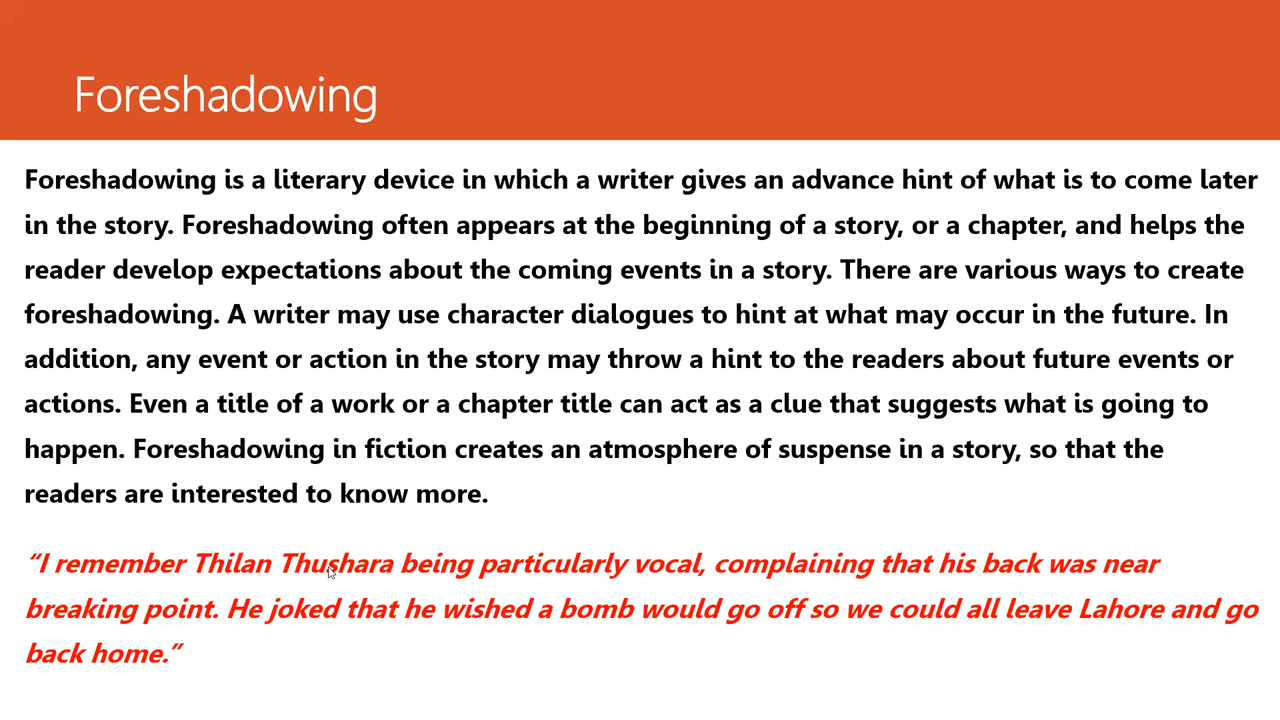 Foreshadowing
Foreshadowing is a literary device in which a writer gives an advance hint of what is to come later
in the story. Foreshadowing often appears at the beginning of a story, or a chapter, and helps the
reader develop expectations about the coming events in a story. There are various ways to create
foreshadowing. A writer may use character dialogues to hint at what may occur in the future. In
addition, any event or action in the story may throw a hint to the readers about future events or
actions. Even a title of a work or a chapter title can act as a clue that suggests what is going to
happen. Foreshadowing in fiction creates an atmosphere of suspense in a story, so that the
readers are interested to know more.
“I remember Thilan Thushara being particularly vocal, complaining that his back was near
breaking point. He joked that he wished a bomb would go off so we could all leave Lahore and go
back home.”